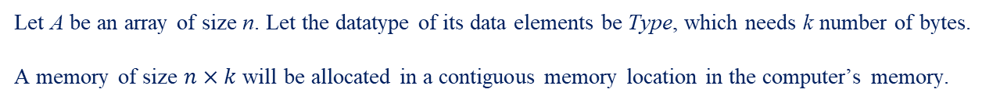 Let A be an array of size n. Let the datatype of its data elements be Type, which needs k number of bytes.
A memory of size n × k will be allocated in a contiguous memory location in the computer’s memory.